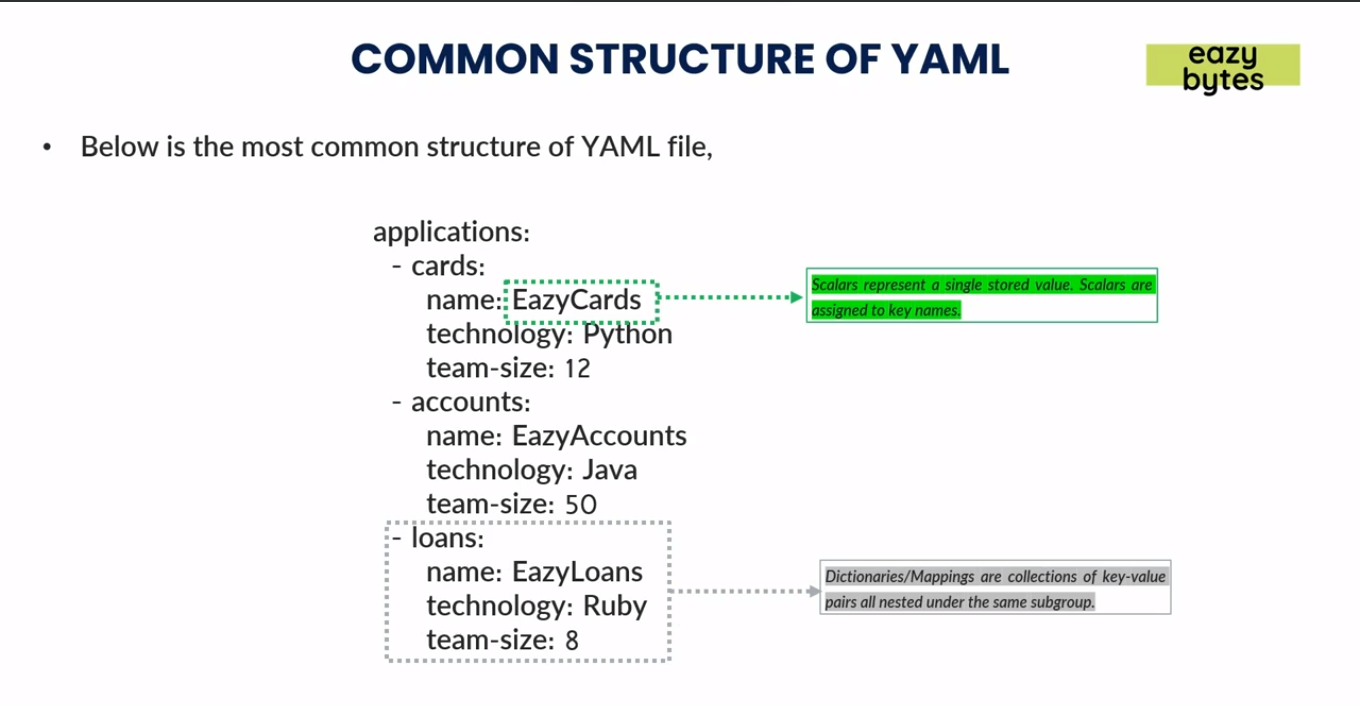 COMMON STRUCTURE OF YAML
eazy
bytes
• Below is the most common structure of YAML file,
applications:
- cards:
name: EazyCards
technology: Python
team-size: 12
- accounts:
name: EazyAccounts
technology: Java
team-size: 50
- loans:
name: EazyLoans
technology: Ruby
team-size: 8
Scalars represent a single stored value. Scalars are
assigned to key names.
Dictionaries/Mappings are collections of key-value
pairs all nested under the same subgroup.